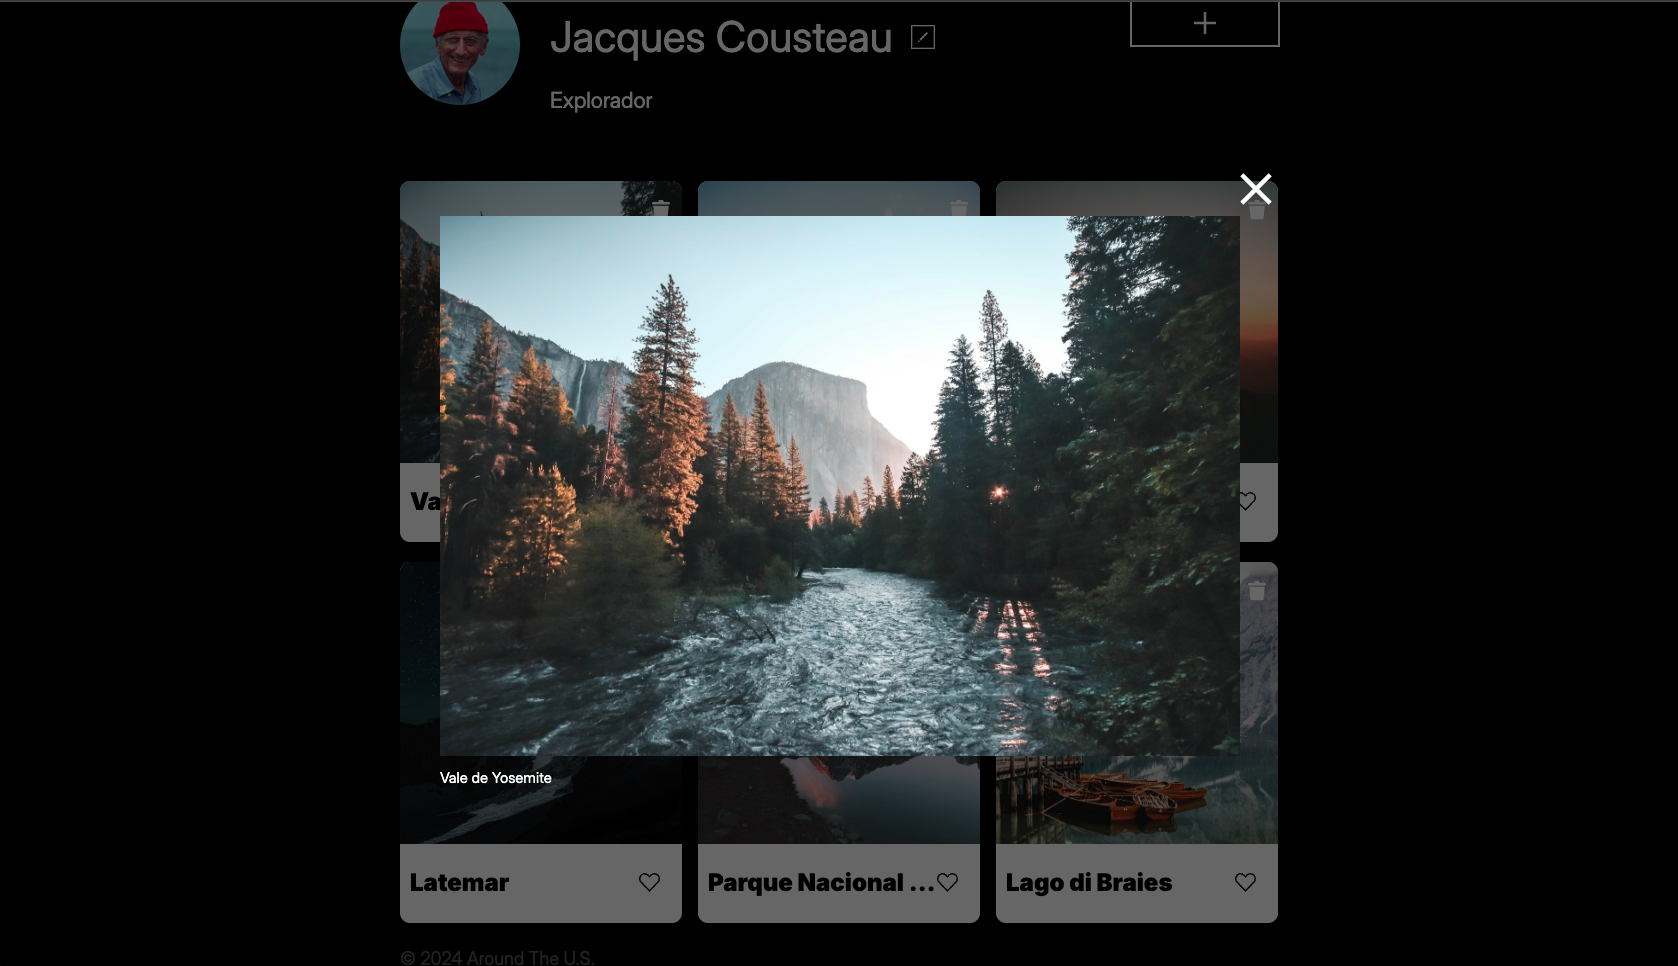 Jacques Cousteau
Explorador
Va
Vale de Yosemite
Latemar
Parque Nacional ...
Lago di Braies
© 2024 Around The U.S.